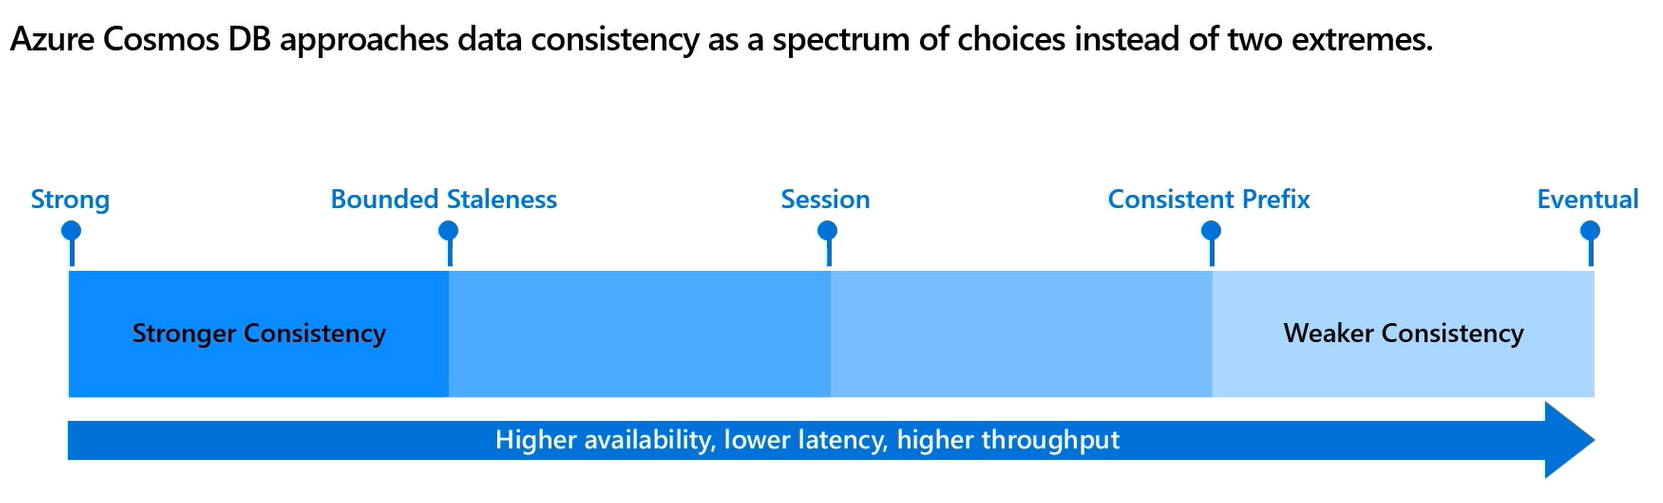 Azure Cosmos DB approaches data consistency as a spectrum of choices instead of two extremes.
Strong
Bounded Staleness
Session
Consistent Prefix
Eventual
Stronger Consistency
Weaker Consistency
Higher availability, lower latency, higher throughput